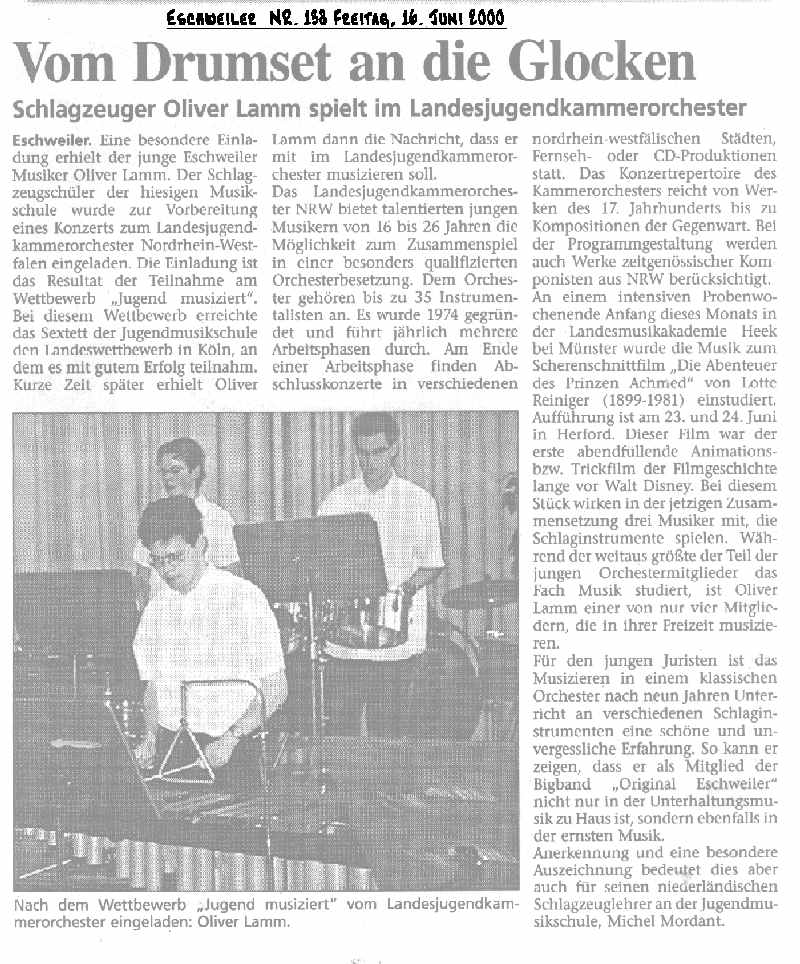 ESCHWEILER NR. 138 FREITAG, 16. JUNI 2000
Vom Drumset an die Glocken
Schlagzeuger Oliver Lamm spielt im Landesjugendkammerorchester
Eschweiler. Eine besondere Einla-
dung erhielt der junge Eschweiler
Musiker Oliver Lamm. Der Schlag-
zeugschüler der hiesigen Musik-
schule wurde zur Vorbereitung
eines Konzerts zum Landesjugend-
kammerorchester Nordrhein-West-
falen eingeladen. Die Einladung ist
das Resultat der Teilnahme am
Wettbewerb „Jugend musiziert“.
Bei diesem Wettbewerb erreichte
das Sextett der Jugendmusikschule
den Landeswettbewerb in Köln, an
dem es mit gutem Erfolg teilnahm.
Kurze Zeit später erhielt Oliver
Lamm dann die Nachricht, dass er
mit im Landesjugendkammeror-
chester musizieren soll.
Das Landesjugendkammerorches-
ter NRW bietet talentierten jungen
Musikern von 16 bis 26 Jahren die
Möglichkeit zum Zusammenspiel
in einer besonders qualifizierten
Orchesterbesetzung. Dem Orches-
ter gehören bis zu 35 Instrumen-
talisten an. Es wurde 1974 gegrün-
det und führt jährlich mehrere
Arbeitsphasen durch. Am Ende
einer Arbeitsphase finden Ab-
schlusskonzerte in verschiedenen
nordrhein-westfälischen Städten,
Fernseh- oder CD-Produktionen
statt. Das Konzertrepertoire des
Kammerorchesters reicht von Wer-
ken des 17. Jahrhunderts bis zu
Kompositionen der Gegenwart. Bei
der Programmgestaltung werden
auch Werke zeitgenössischer Kom-
ponisten aus NRW berücksichtigt.
An einem intensiven Probenwo-
chenende Anfang dieses Monats in
der Landesmusikakademie Heek
bei Münster wurde die Musik zum
Scherenschnittfilm „Die Abenteuer
des Prinzen Achmed“ von Lotte
Reiniger (1899-1981) einstudiert.
Aufführung ist am 23. und 24. Juni
in Herford. Dieser Film war der
erste abendfüllende Animations-
bzw. Trickfilm der Filmgeschichte
lange vor Walt Disney. Bei diesem
Stück wirken in der jetzigen Zusam-
mensetzung drei Musiker mit, die
Schlaginstrumente spielen. Wäh-
rend der weitaus größte der Teil der
jungen Orchestermitglieder das
Fach Musik studiert, ist Oliver
Lamm einer von nur vier Mitglie-
dern, die in ihrer Freizeit musizie-
ren.
Für den jungen Juristen ist das
Musizieren in einem klassischen
Orchester nach neun Jahren Unter-
richt an verschiedenen Schlagin-
strumenten eine schöne und un-
vergessliche Erfahrung. So kann er
zeigen, dass er als Mitglied der
Bigband „Original Eschweiler“
nicht nur in der Unterhaltungsmu-
sik zu Haus ist, sondern ebenfalls in
der ernsten Musik.
Anerkennung und eine besondere
Auszeichnung bedeutet dies aber
auch für seinen niederländischen
Schlagzeuglehrer an der Jugendmu-
sikschule, Michel Mordant.
Nach dem Wettbewerb „Jugend musiziert“ vom Landesjugendkam-
merorchester eingeladen: Oliver Lamm.